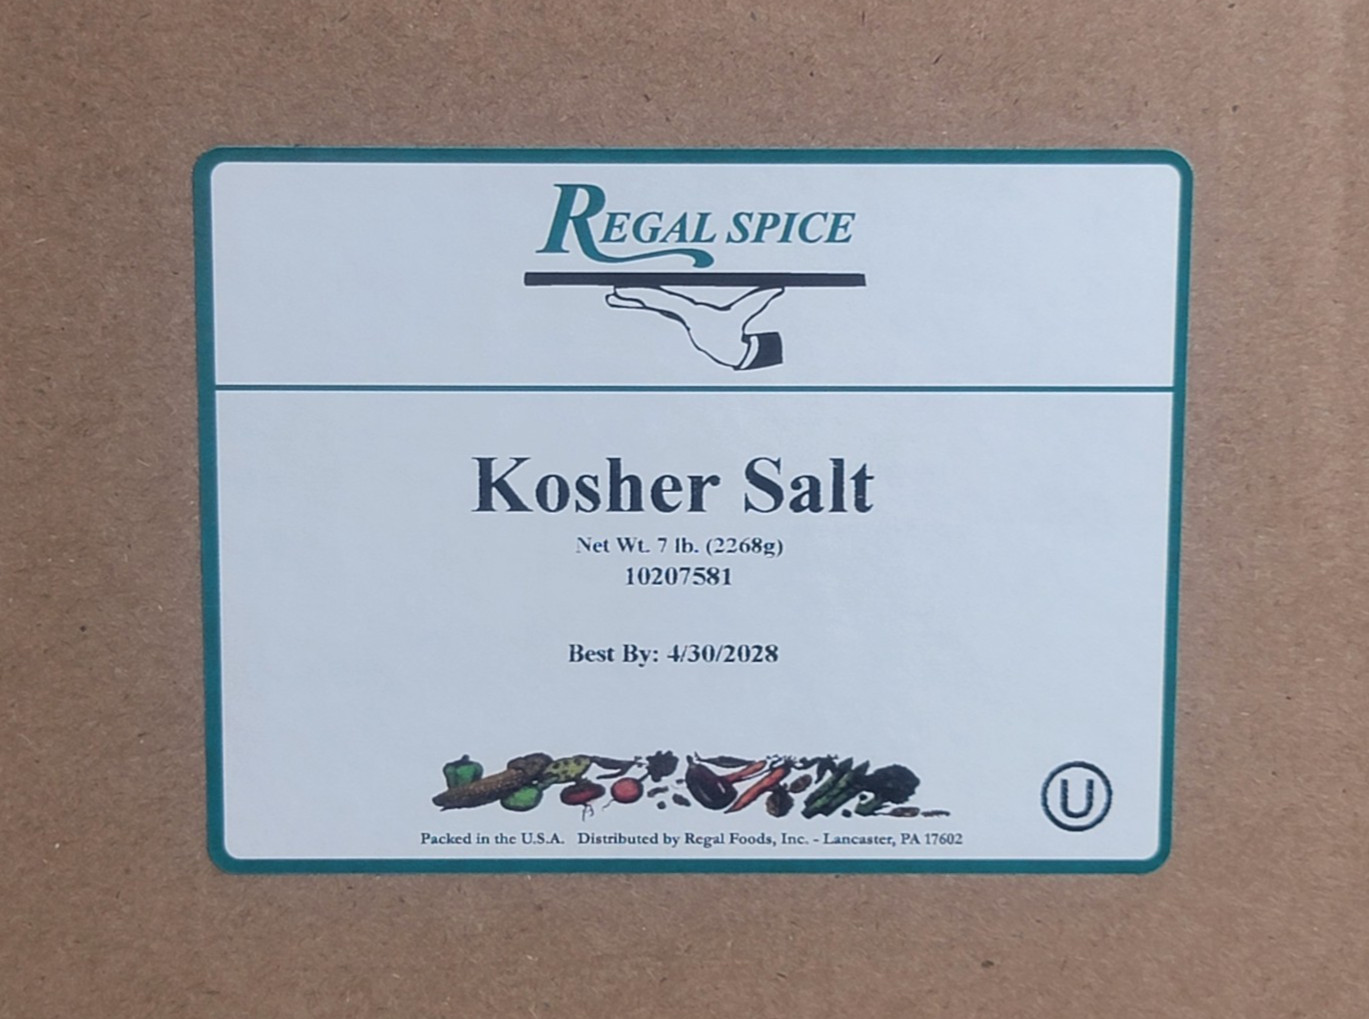 REGAL SPICE
Kosher Salt
Net Wt. 7 lb. (2268g)
10207581
Best By: 4/30/2028
U
Packed in the U.S.A. Distributed by Regal Foods, Inc. - Lancaster, PA 17602